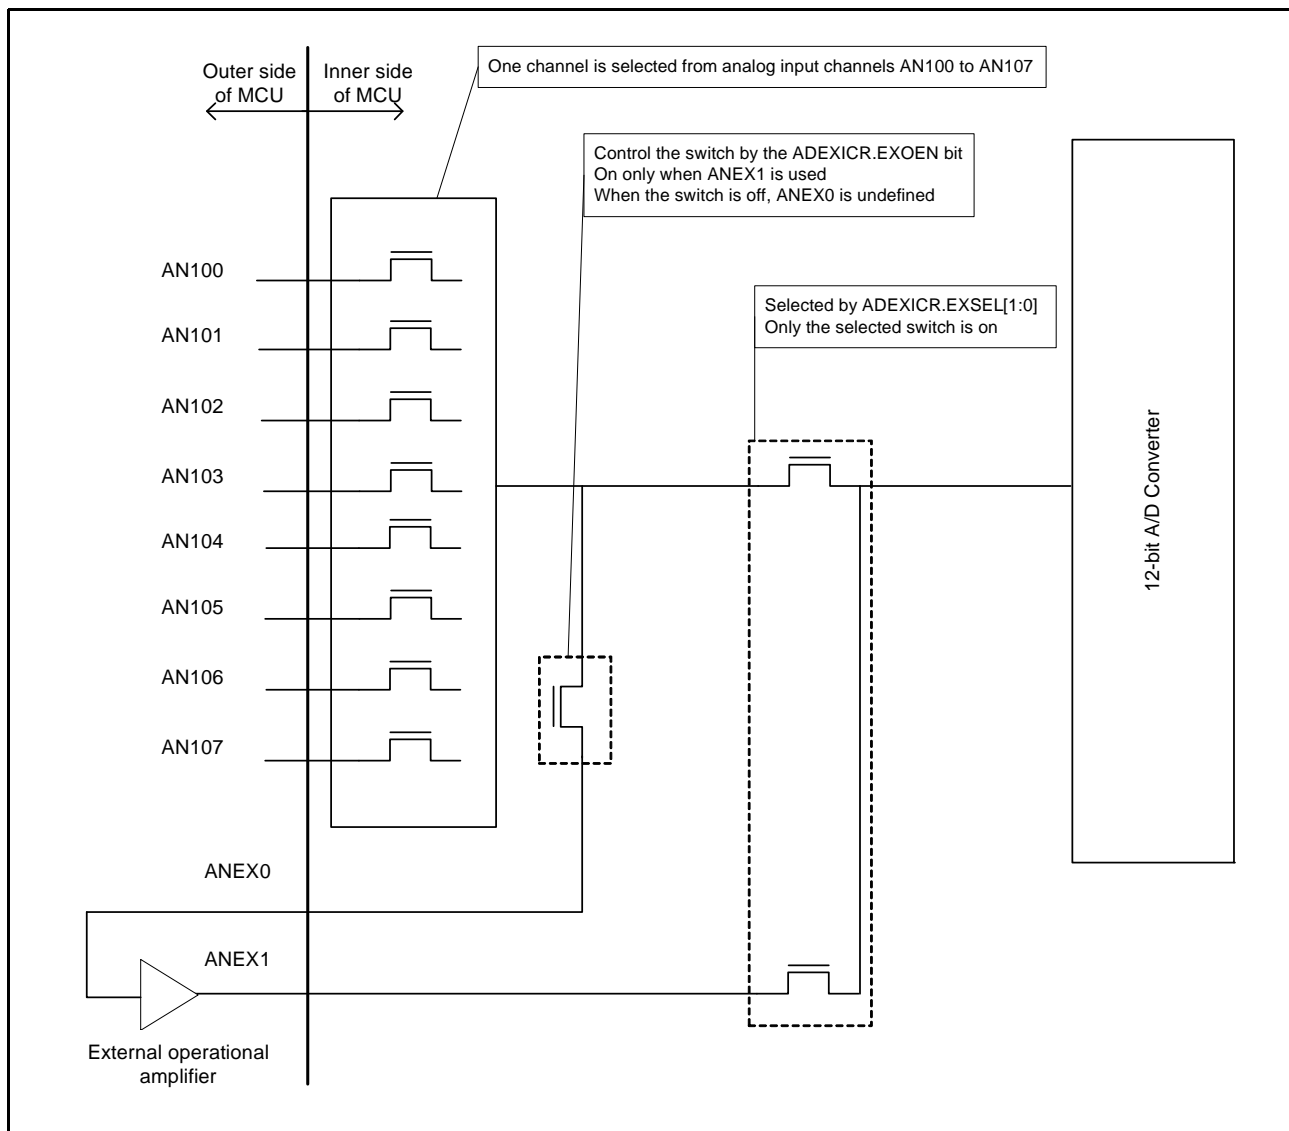 Outer side
of MCU
Inner side
of MCU
One channel is selected from analog input channels AN100 to AN107
Control the switch by the ADEXICR.EXOEN bit
On only when ANEX1 is used
When the switch is off, ANEX0 is undefined
Selected by ADEXICR.EXSEL[1:0]
Only the selected switch is on
AN100
AN101
AN102
AN103
AN104
AN105
AN106
AN107
ANEX0
ANEX1
External operational
amplifier
12-bit A/D Converter